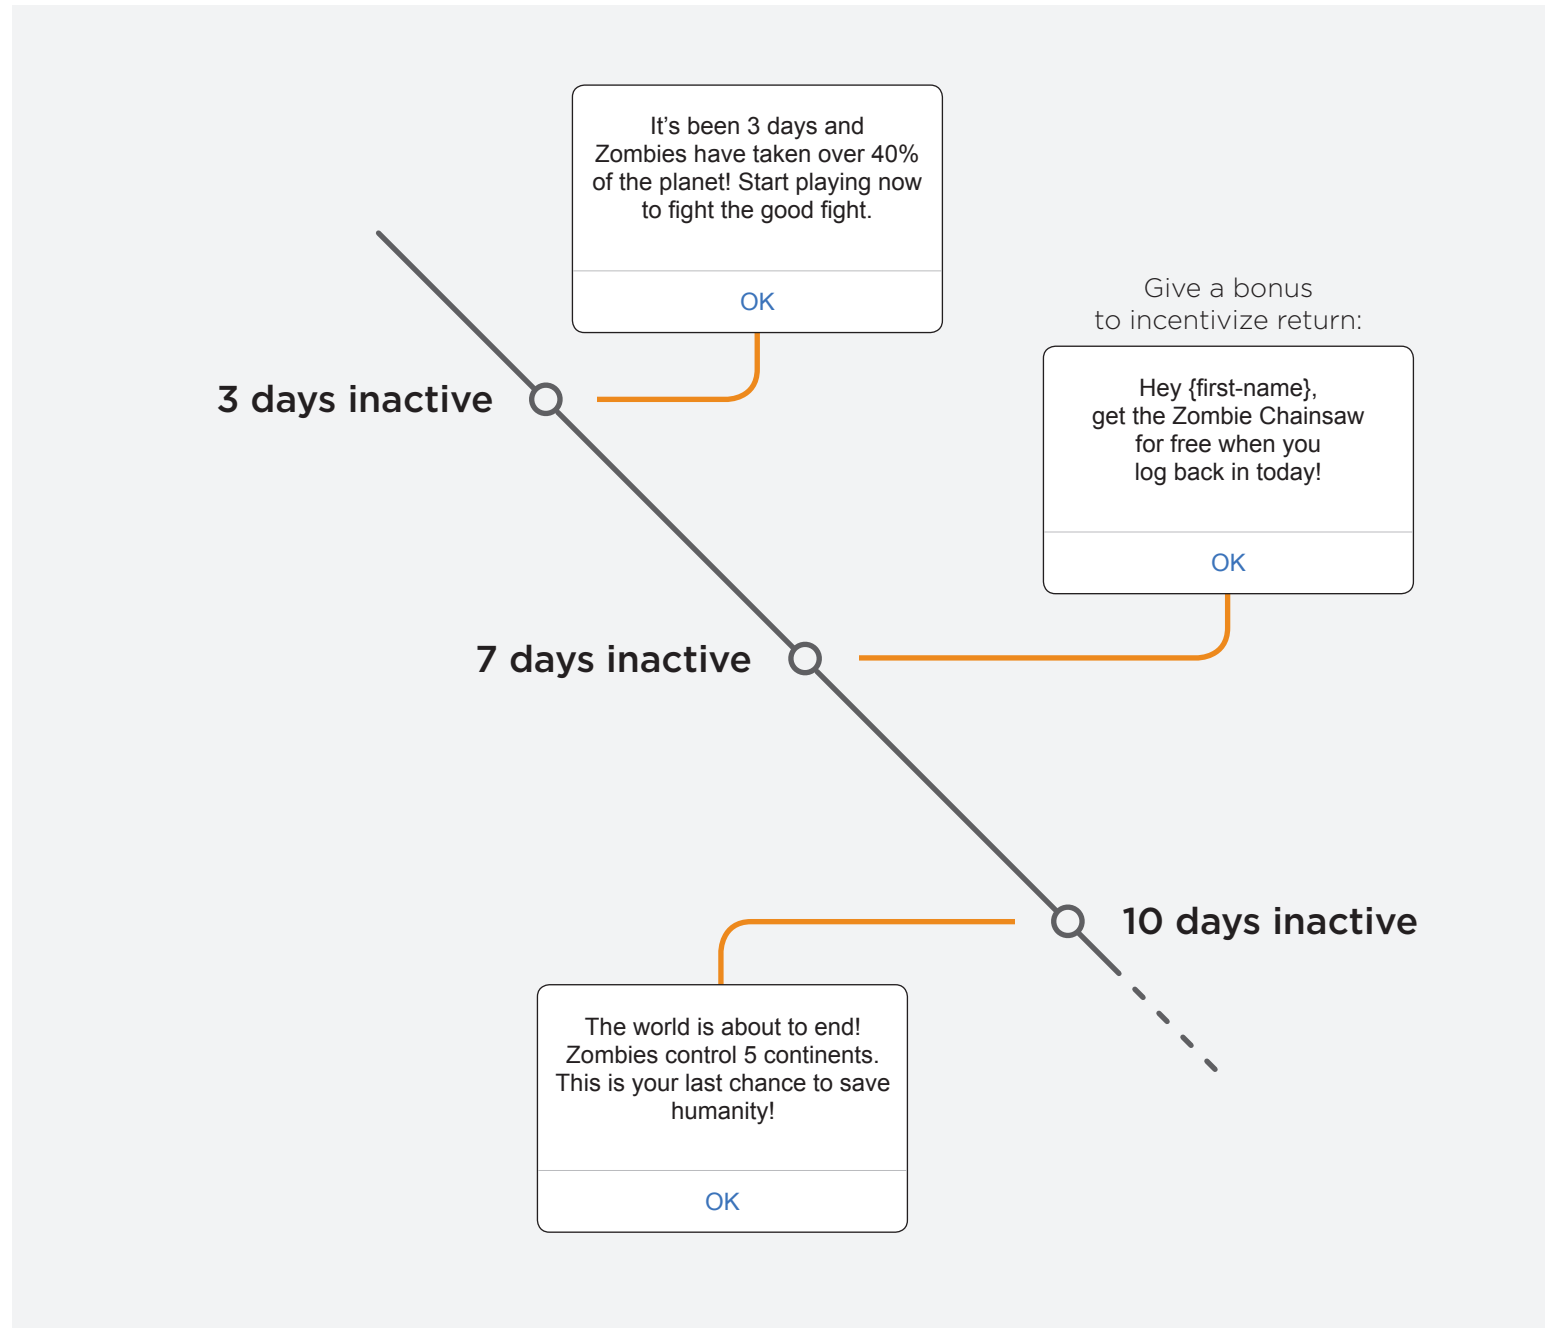 It’s been 3 days and
Zombies have taken over 40%
of the planet! Start playing now
to fight the good fight.
OK
3 days inactive
Give a bonus
to incentivize return:
Hey {first-name},
get the Zombie Chainsaw
for free when you
log back in today!
OK
7 days inactive
10 days inactive
The world is about to end!
Zombies control 5 continents.
This is your last chance to save
humanity!
OK